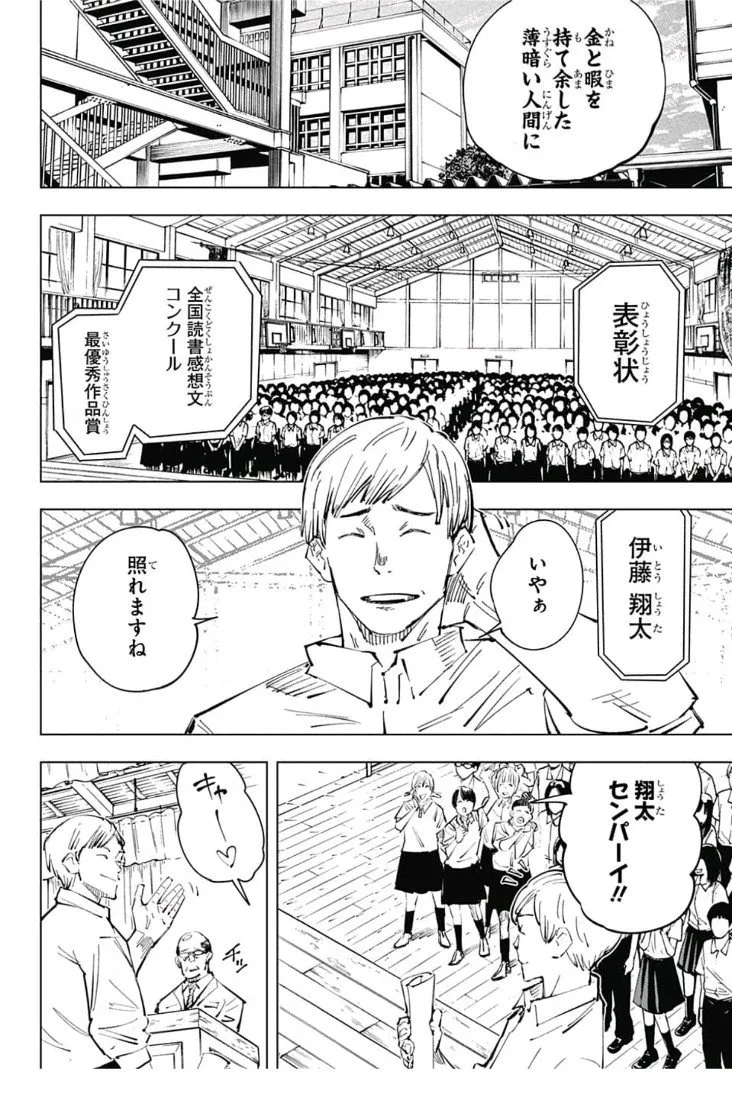 金と暇を
持て余した
薄暗い人間に
表彰状
全国読書感想文
コンクール
最優秀作品賞
伊藤 翔太
いやぁ
照れますね
翔太
センパーイ!!
キャーー♡
チッ